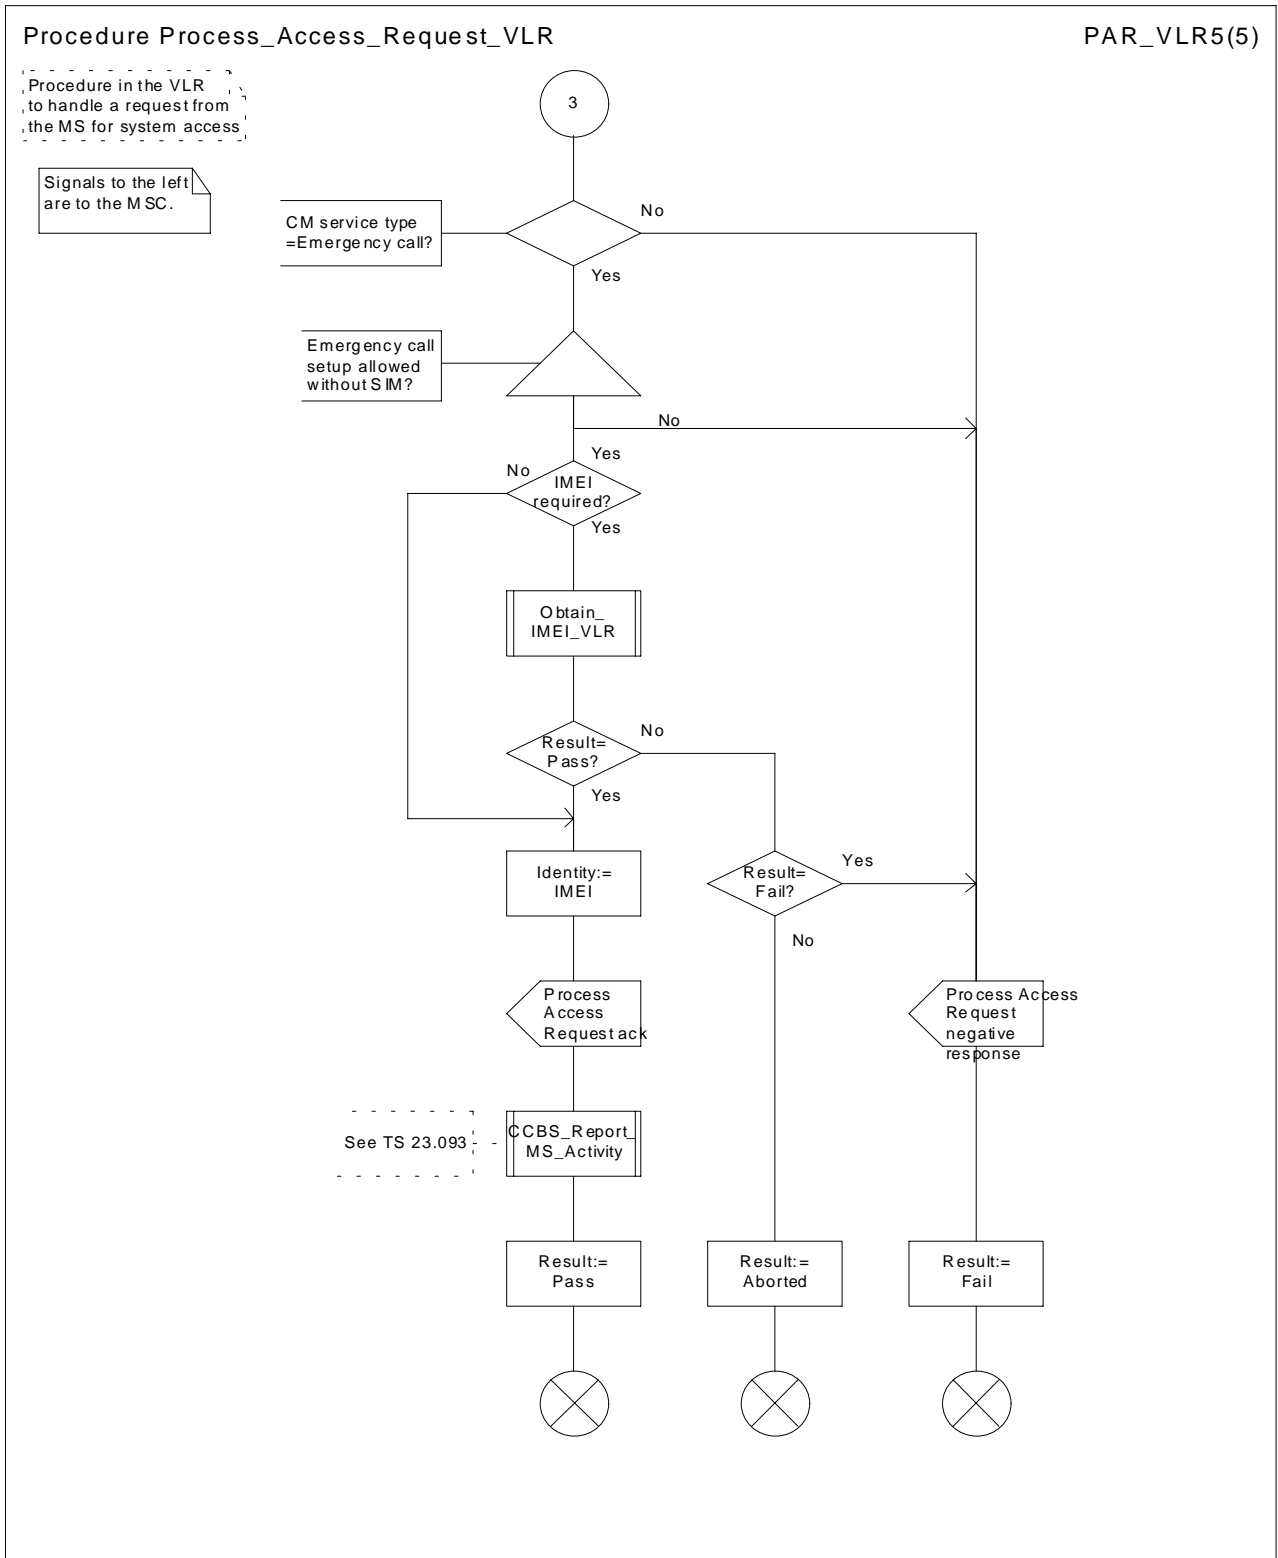 Procedure Process_Access_Request_VLR
PAR_VLR5(5)
Procedure in the VLR
to handle a request from
the MS for system access
3
Signals to the left
are to the MSC.
CM service type
=Emergency call?
No
Yes
Emergency call
setup allowed
without SIM?
No
Yes
No
IMEI
required?
Yes
Obtain_
IMEI_VLR
No
Result=
Pass?
Yes
Identity:=
IMEI
Result=
Fail?
Yes
No
Process
Access
Request ack
Process Access
Request
negative
response
See TS 23.093
CCBS_Report_
MS_Activity
Result:=
Pass
Result:=
Aborted
Result:=
Fail